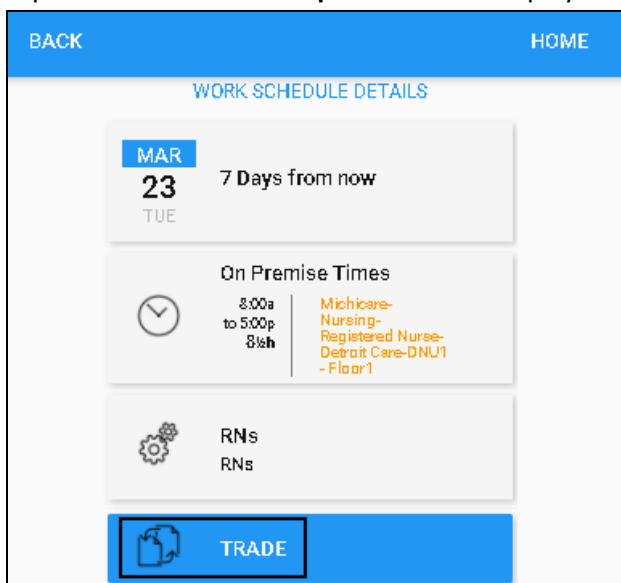 BACK HOME
WORK SCHEDULE DETAILS
MAR
23
TUE
7 Days from now
On Premise Times
8:00a
to 5:00p
8½h
Michicare-
Nursing-
Registered Nurse-
Detroit Care-DNU1
- Floor1
RNs
RNs
TRADE